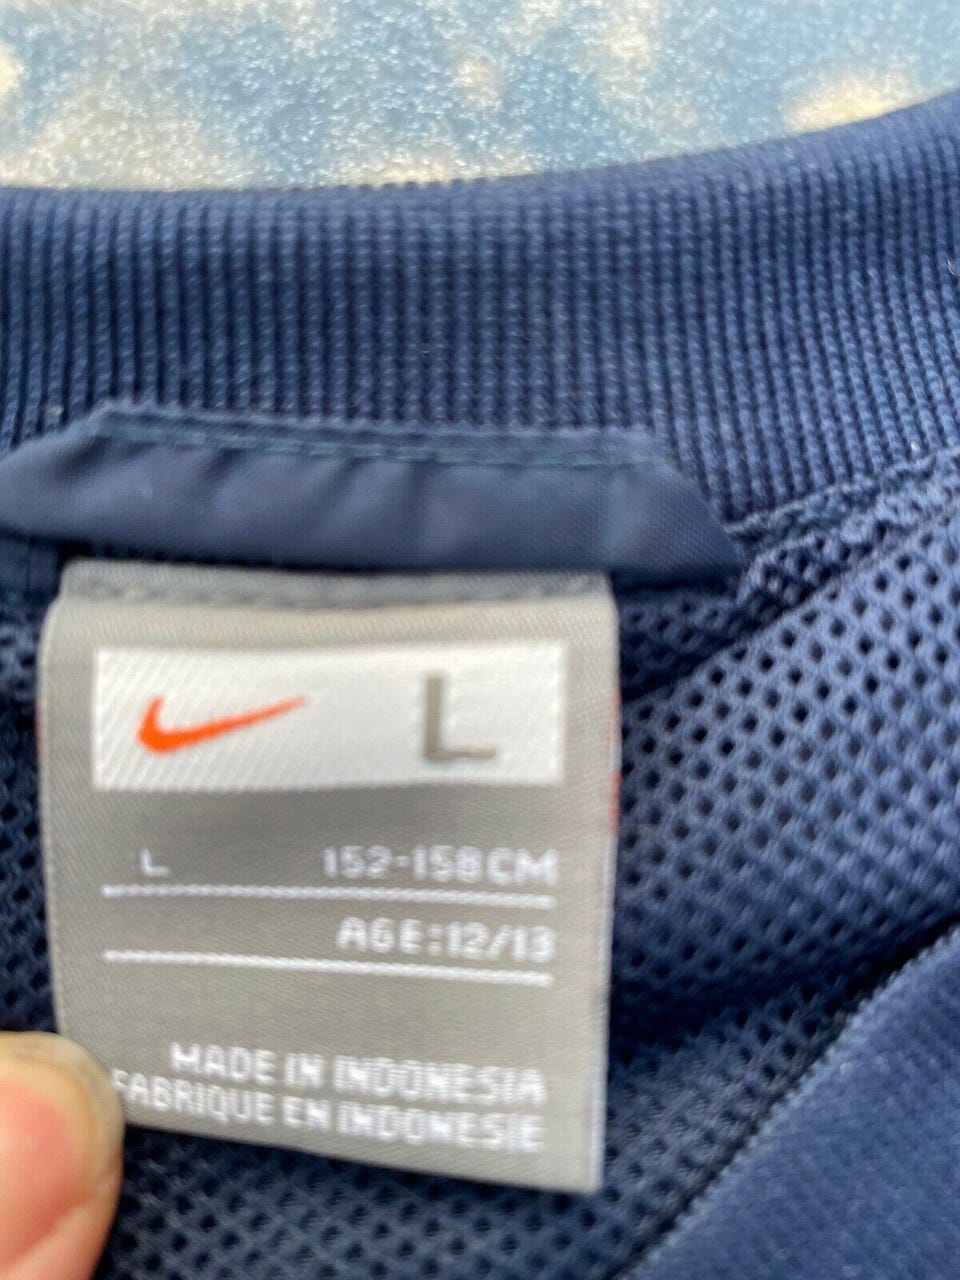 L
L 152-158CM
AGE:12/13
MADE IN INDONESIA
FABRIQUE EN INDONESIE